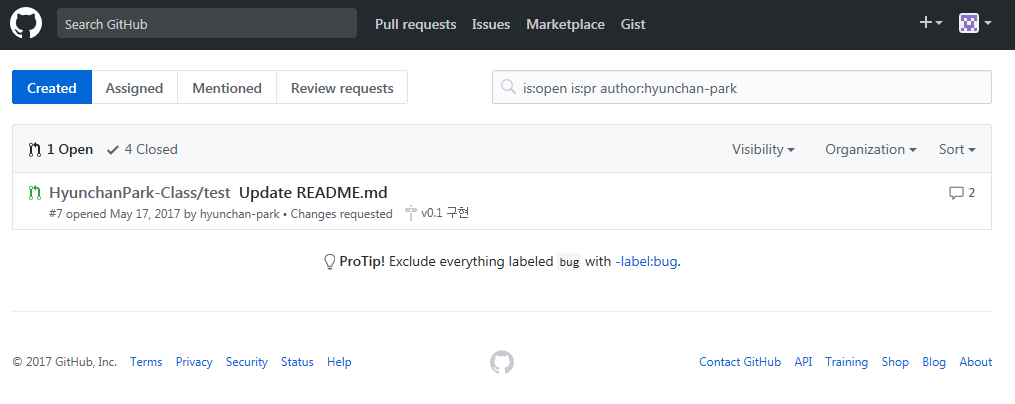 Search GitHub Pull requests Issues Marketplace Gist
Created Assigned Mentioned Review requests is:open is:pr author:hyunchan-park
1 Open 4 Closed Visibility Organization Sort
HyunchanPark-Class/test Update README.md 2
#7 opened May 17, 2017 by hyunchan-park • Changes requested v0.1 구현
ProTip! Exclude everything labeled bug with -label:bug.
© 2017 GitHub, Inc. Terms Privacy Security Status Help Contact GitHub API Training Shop Blog About